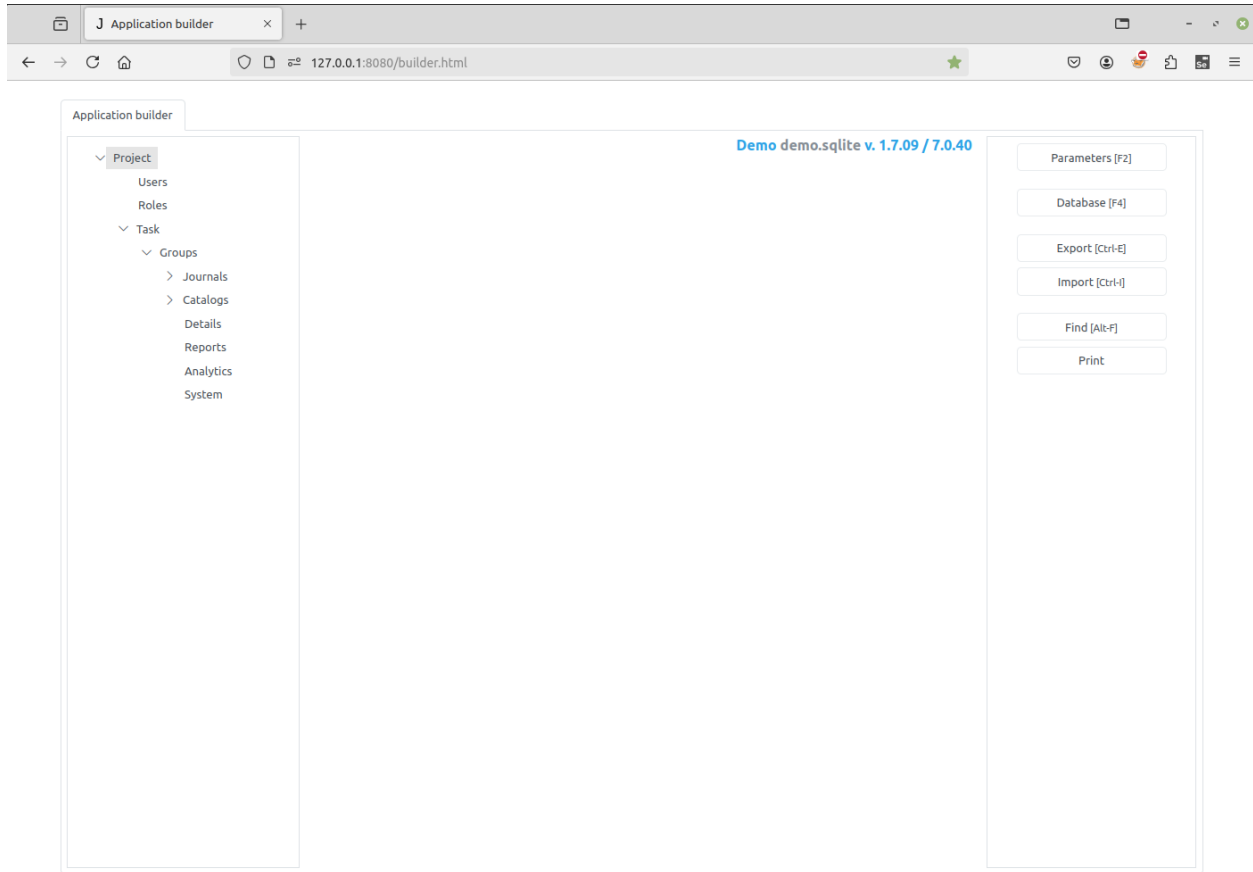 J Application builder
127.0.0.1:8080/builder.html
Se
Application builder
Demo demo.sqlite v. 1.7.09 / 7.0.40
Project
Users
Roles
Task
Groups
Journals
Catalogs
Details
Reports
Analytics
System
Parameters [F2]
Database [F4]
Export [Ctrl-E]
Import [Ctrl-I]
Find [Alt-F]
Print